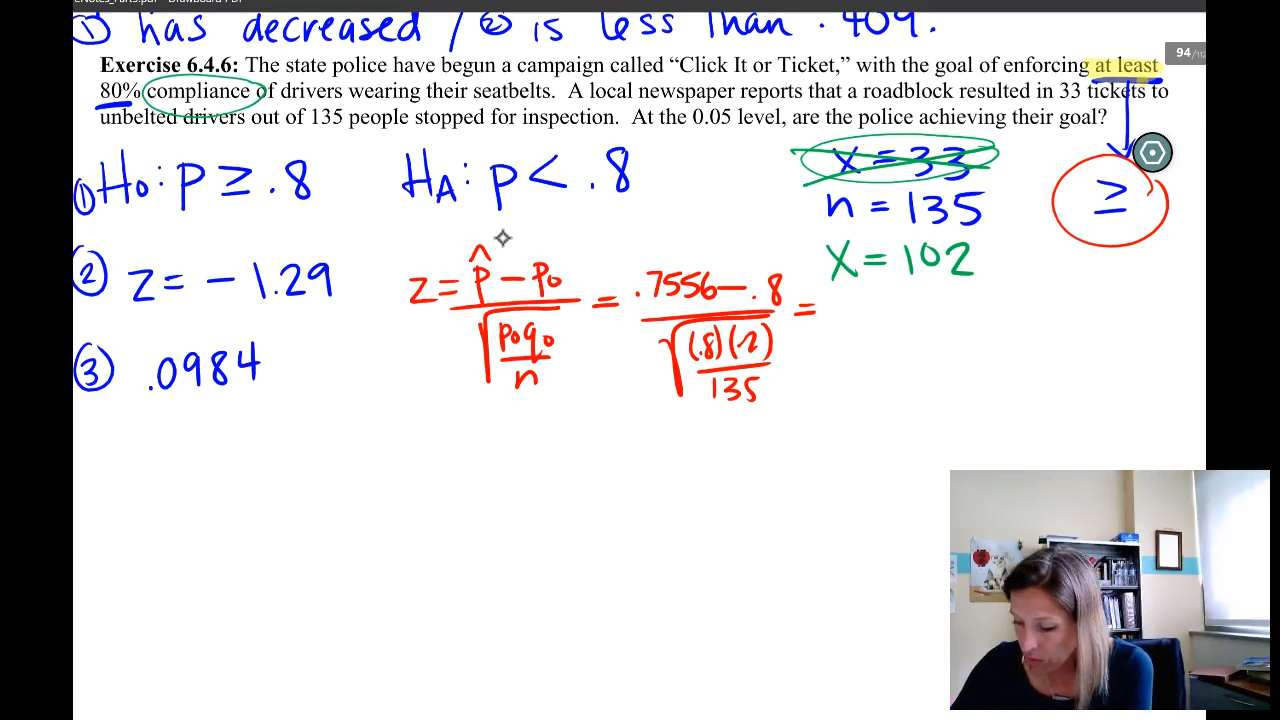 ① has decreased / ② is less than .409.
94
Exercise 6.4.6: The state police have begun a campaign called “Click It or Ticket,” with the goal of enforcing at least
80% compliance of drivers wearing their seatbelts. A local newspaper reports that a roadblock resulted in 33 tickets to
unbelted drivers out of 135 people stopped for inspection. At the 0.05 level, are the police achieving their goal?
① H₀: p ≥ .8 Hₐ: p < .8
x = 33
n = 135
≥
x = 102
② z = -1.29
z = p̂ - p₀ / √(p₀q₀/n) = .7556 - .8 / √((.8)(.2)/135) =
③ .0984